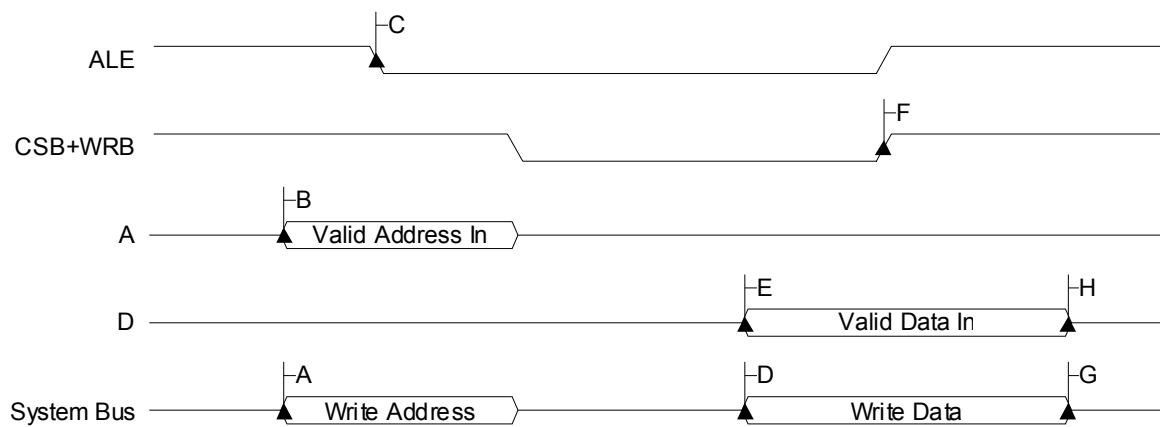 C
ALE
F
CSB+WRB
B
A Valid Address In
E H
D Valid Data In
A D G
System Bus Write Address Write Data